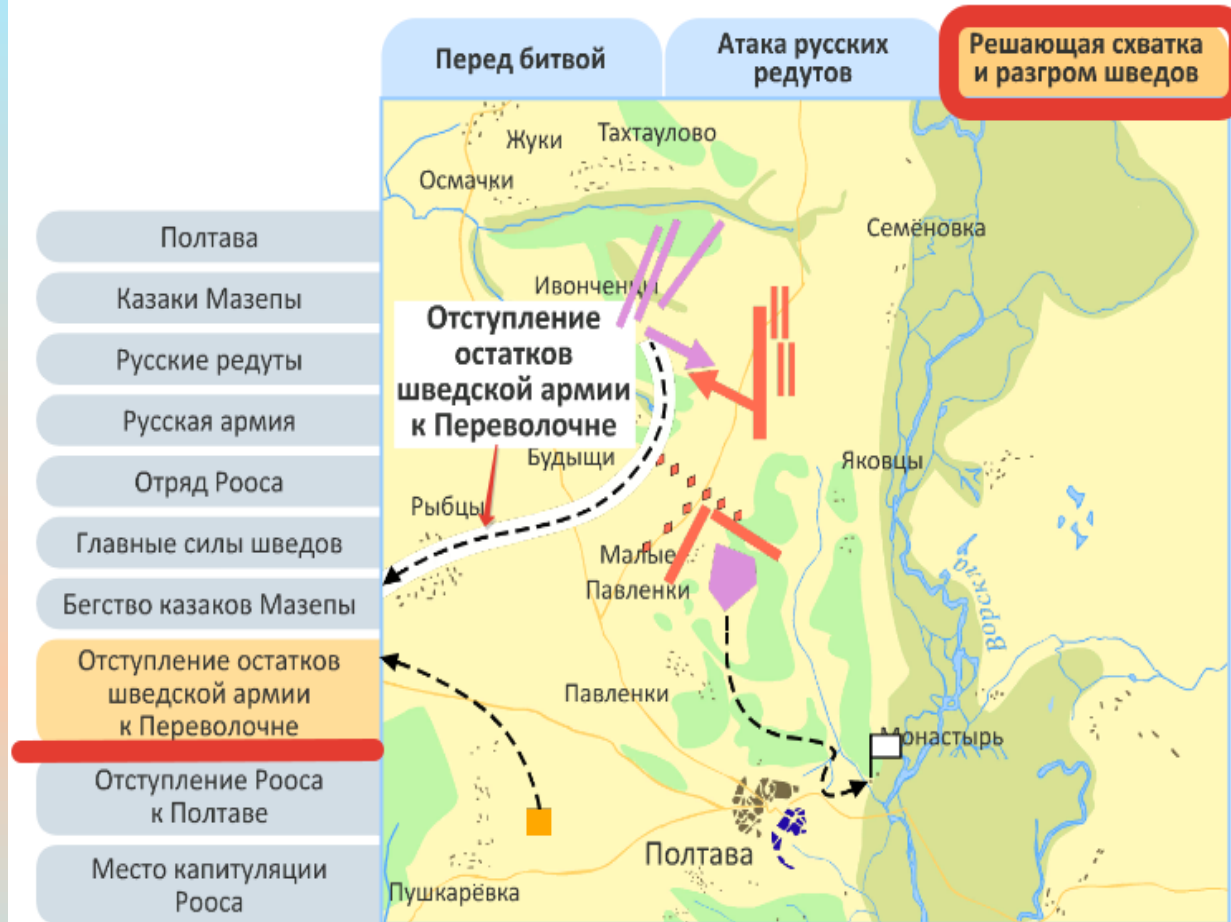 Перед битвой
Атака русских
редутов
Решающая схватка
и разгром шведов
Полтава
Казаки Мазепы
Русские редуты
Русская армия
Отряд Рооса
Главные силы шведов
Бегство казаков Мазепы
Отступление остатков
шведской армии
к Переволочне
Отступление Рооса
к Полтаве
Место капитуляции
Рооса
Жуки
Тахтаулово
Осмачки
Семёновка
Ивонченцы
Отступление
остатков
шведской армии
к Переволочне
Будыщи
Яковцы
Рыбцы
Малые
Павленки
Ворскла
Павленки
Монастырь
Полтава
Пушкарёвка